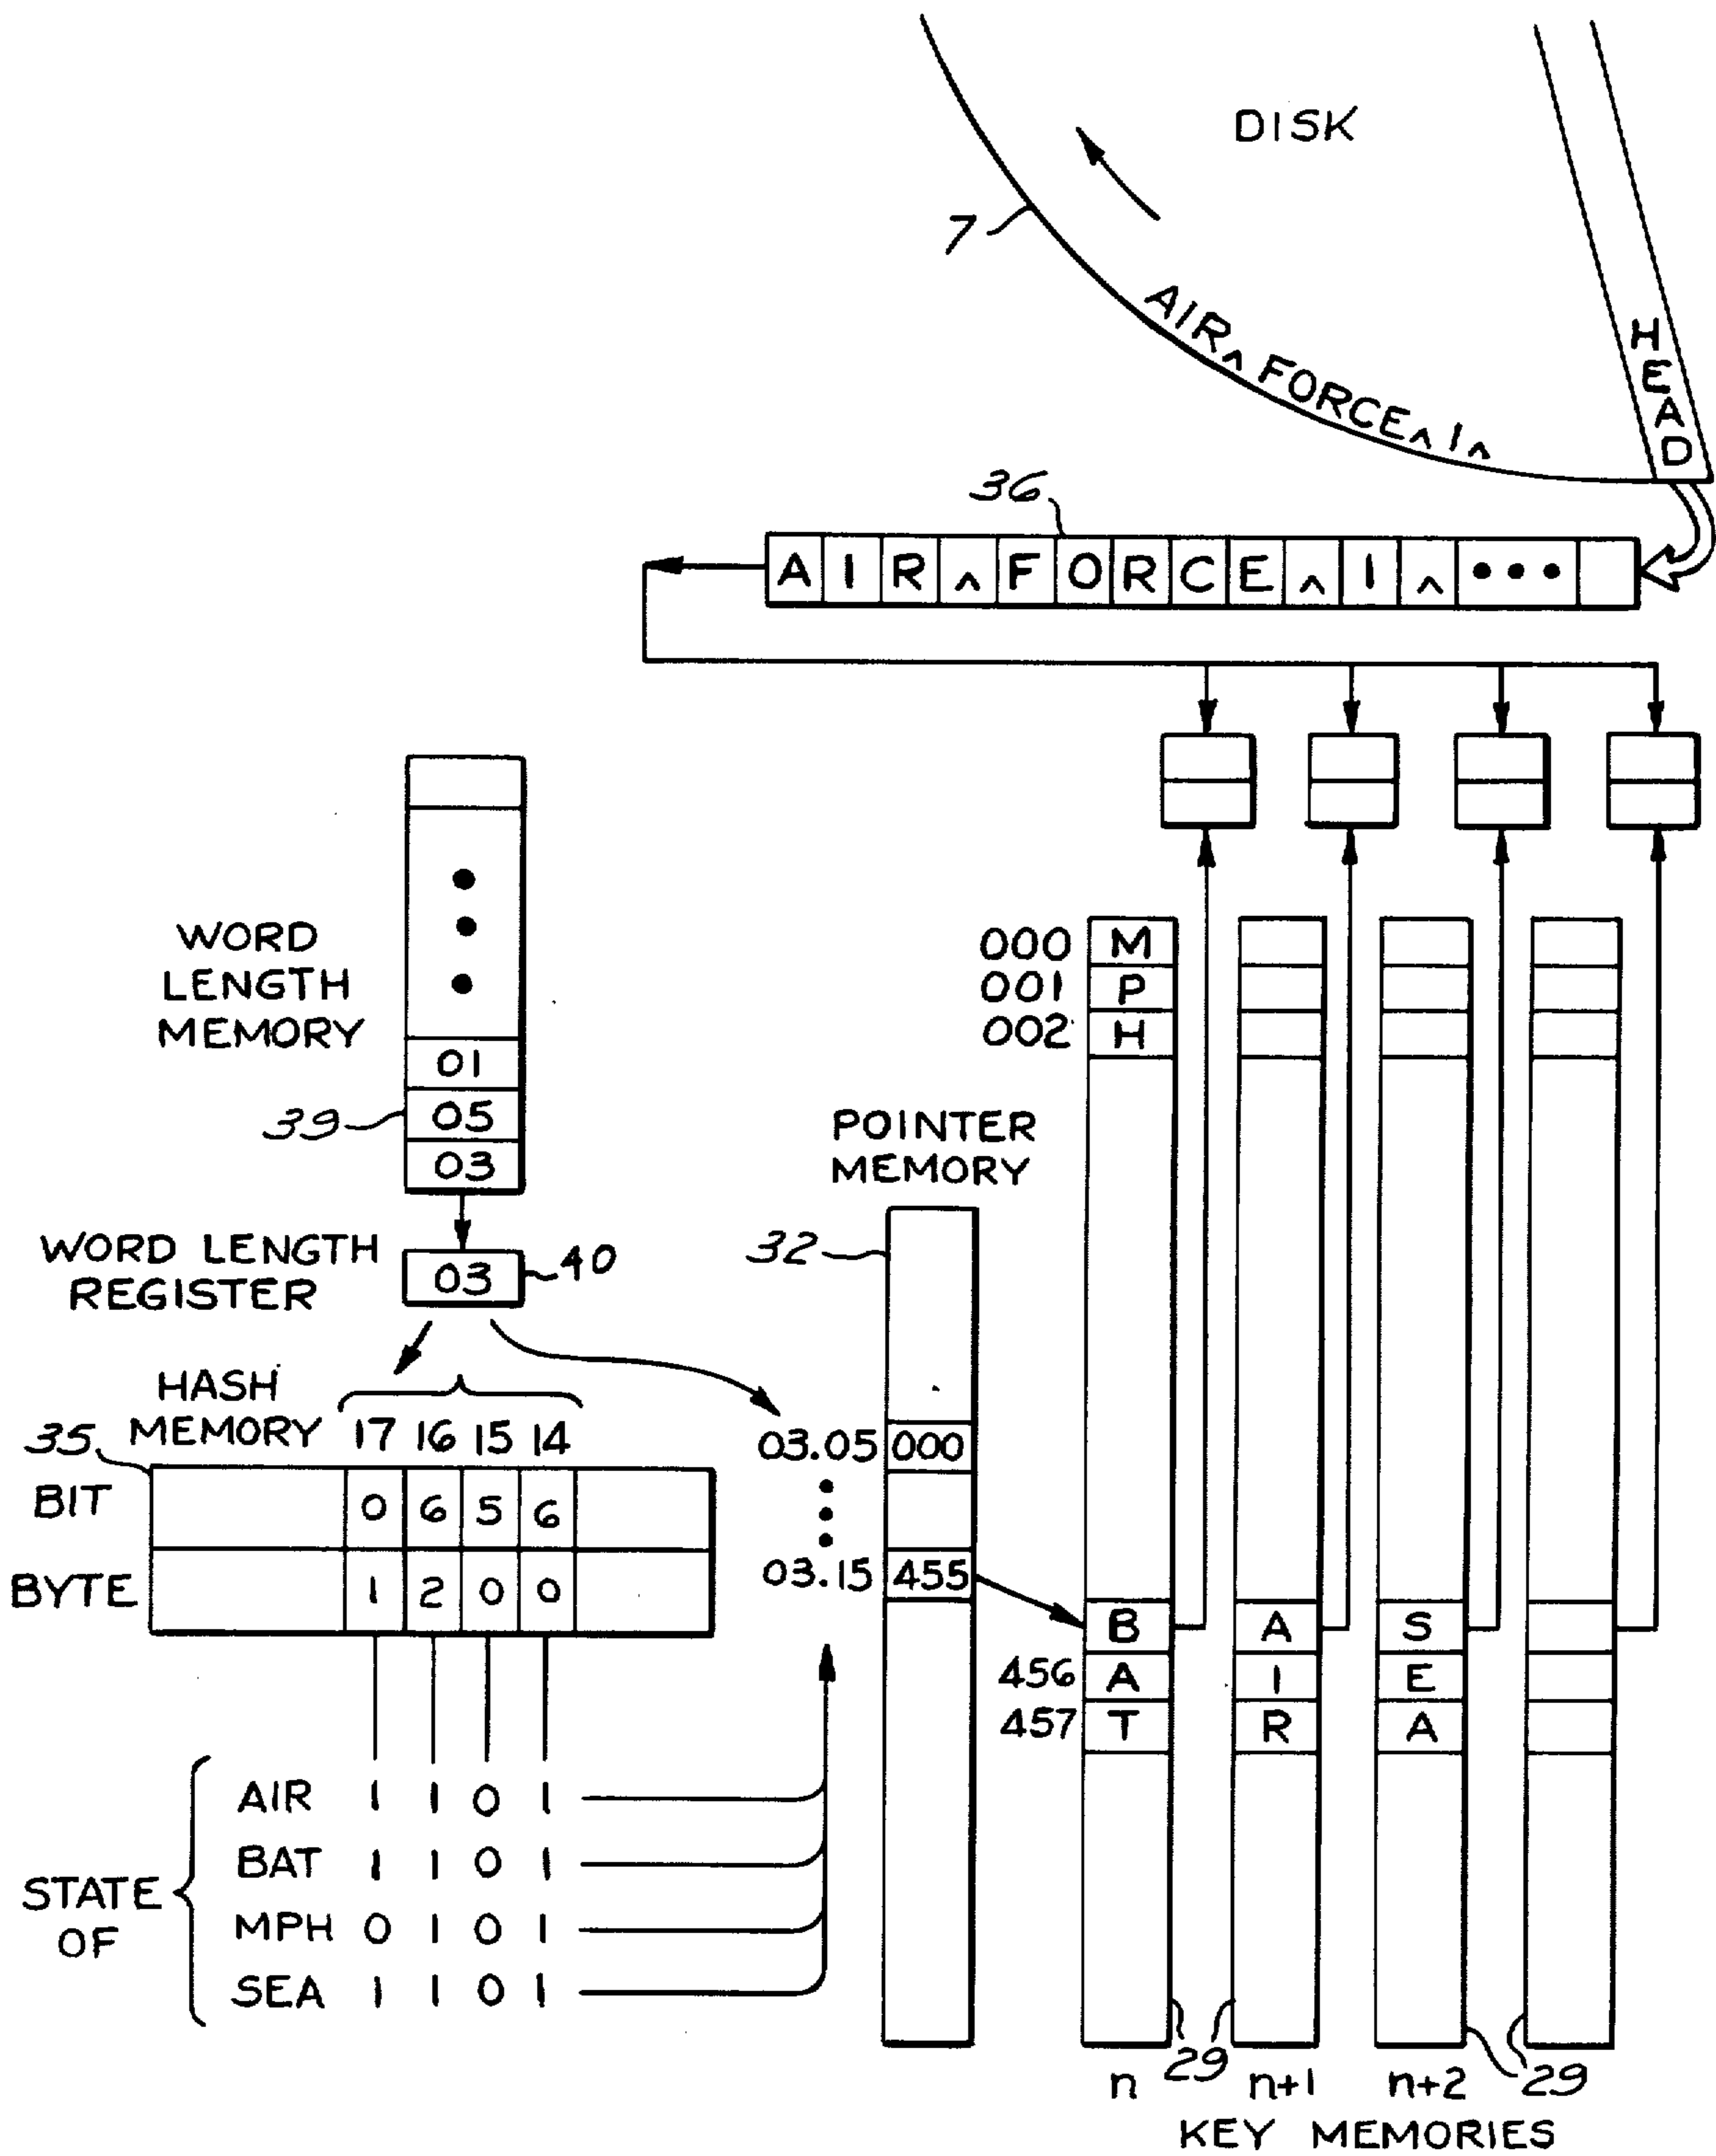 DISK
7
AIR^ FORCE^ I^
HEAD
36
A I R ^ F O R C E ^ I ^ •••
WORD
LENGTH
MEMORY
01
39
05
03
WORD LENGTH
REGISTER
03
40
HASH
MEMORY
17 16 15 14
35
BIT
0 6 5 6
BYTE
1 2 0 0
STATE
OF
AIR 1 1 0 1
BAT 1 1 0 1
MPH 0 1 0 1
SEA 1 1 0 1
POINTER
MEMORY
32
03.05 000
03.15 455
000 M
001 P
002 H
B A S
456 A I E
457 T R A
29 29
n n+1 n+2
KEY MEMORIES